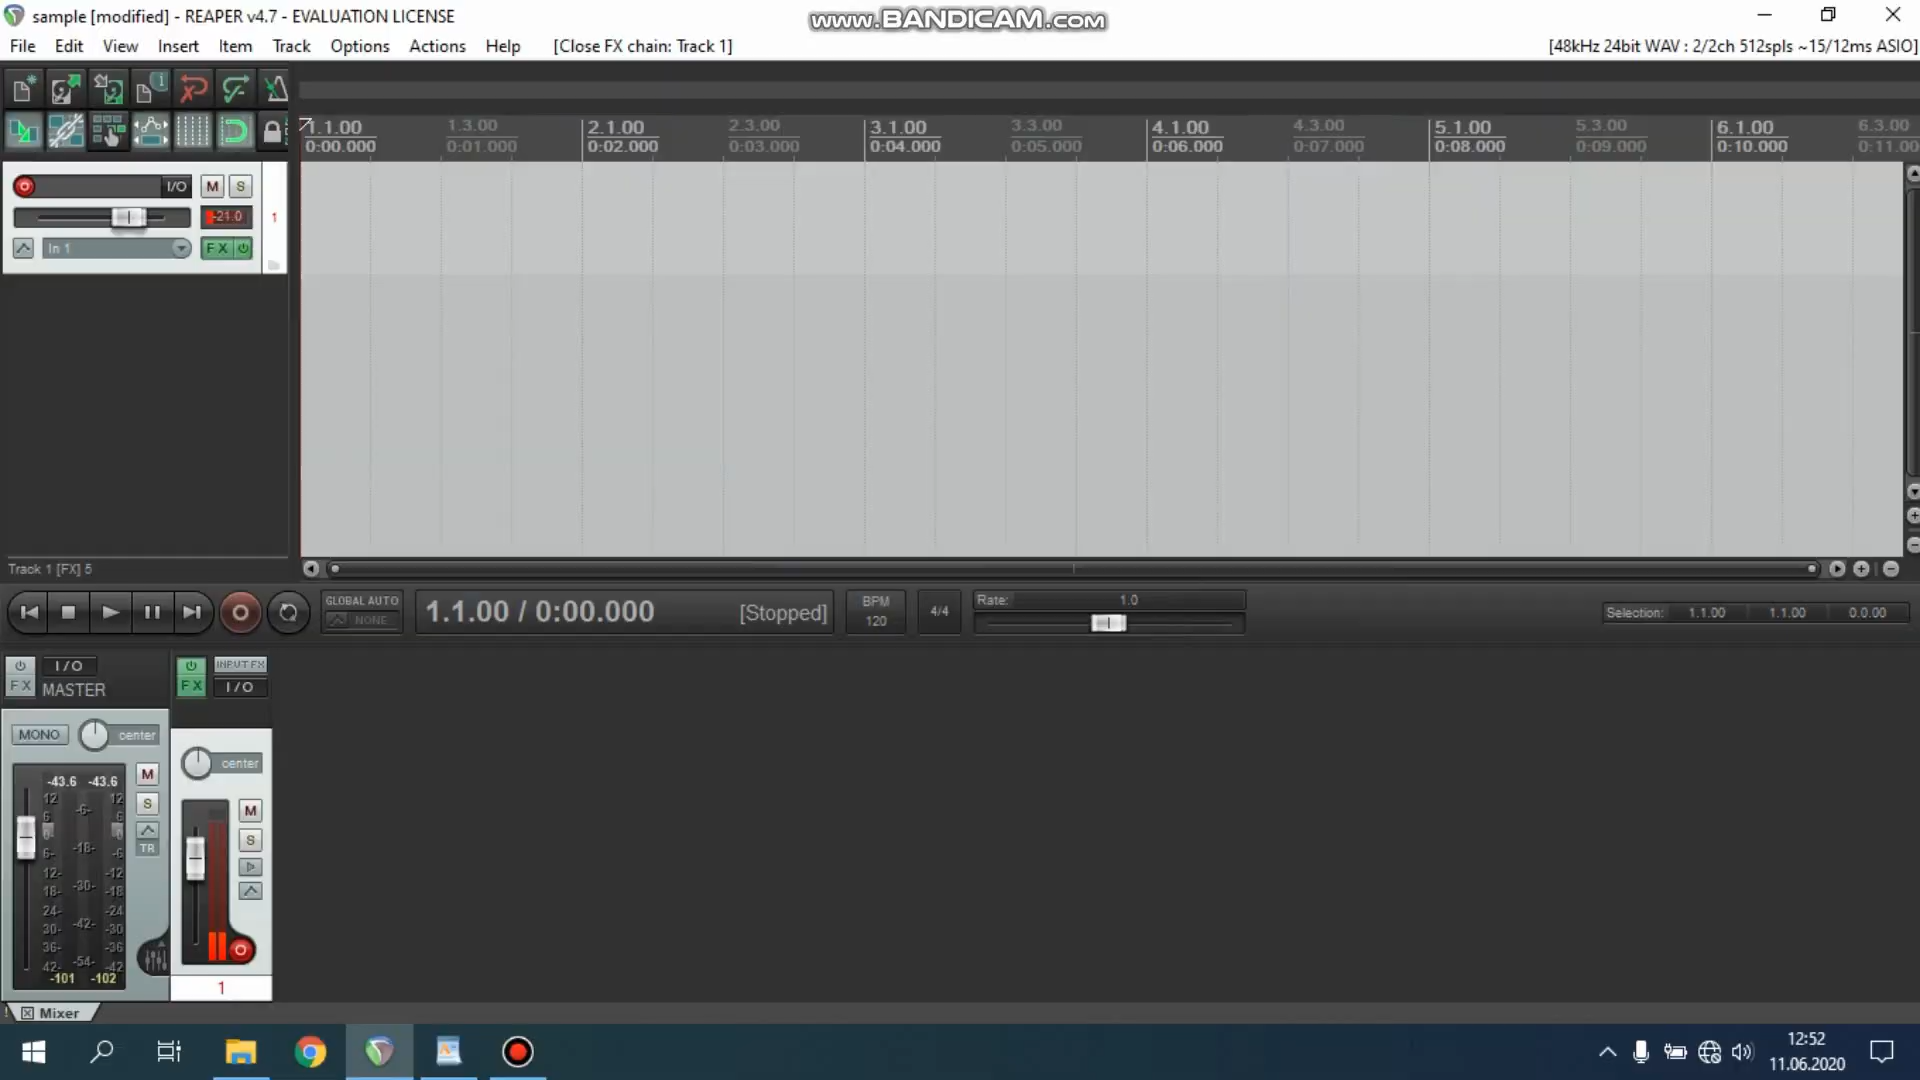 sample [modified] - REAPER v4.7 - EVALUATION LICENSE
www.BANDICAM.com
File Edit View Insert Item Track Options Actions Help [Close FX chain: Track 1]
[48kHz 24bit WAV : 2/2ch 512spls ~15/12ms ASIO]
1.1.00 1.3.00 2.1.00 2.3.00 3.1.00 3.3.00 4.1.00 4.3.00 5.1.00 5.3.00 6.1.00 6.3.00
0:00.000 0:01.000 0:02.000 0:03.000 0:04.000 0:05.000 0:06.000 0:07.000 0:08.000 0:09.000 0:10.000 0:11.00
I/O M S
-21.0 1
In 1 FX
Track 1 [FX] 5
GLOBAL AUTO
NONE
1.1.00 / 0:00.000 [Stopped]
BPM
120
4/4
Rate: 1.0
Selection: 1.1.00 1.1.00 0.0.00
I/O
FX MASTER
INPUT FX
FX I/O
MONO center
center
-43.6 -43.6 M
12 12
-6- S
6 6
0- 0
TR
6- -18- -6
12- -12
-30-
18- -18
24- -24
-42-
30- -30
36- -36
-54-
42- -42
-101 -102
M
S
1
Mixer
12:52
11.06.2020